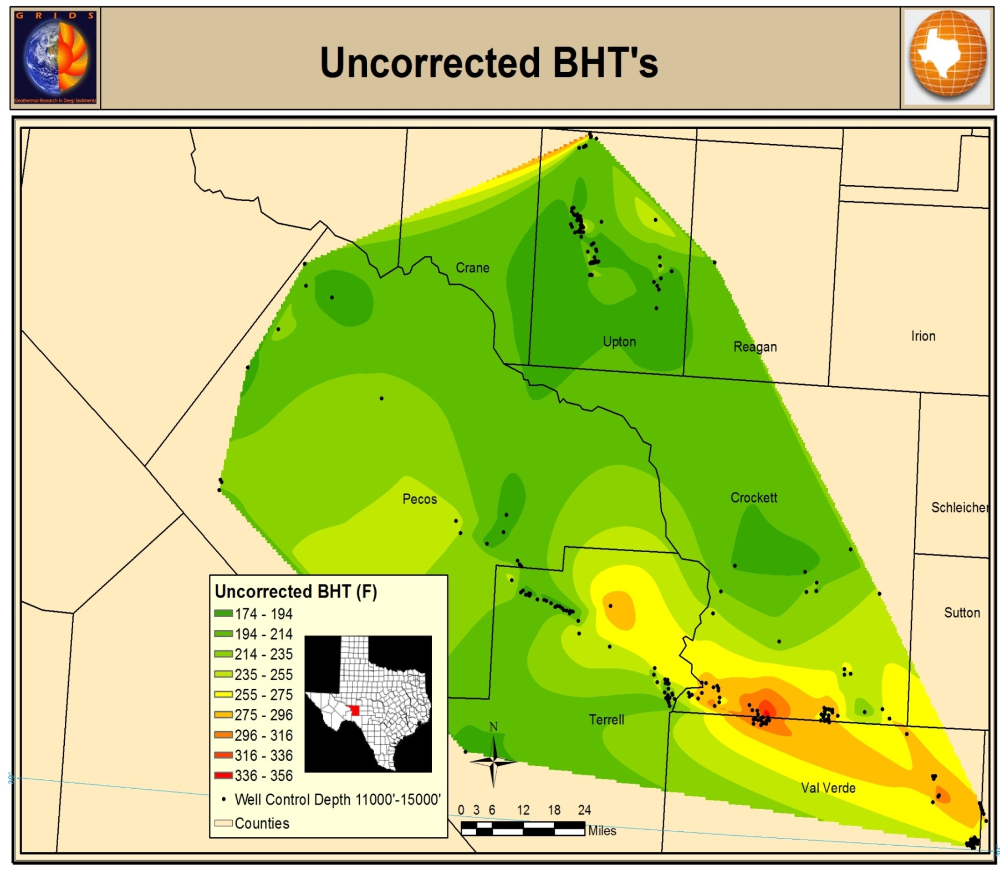 G R I D S
Geothermal Research In Deep Sediments
Uncorrected BHT's
Crane
Upton
Reagan
Irion
Pecos
Crockett
Schleicher
Sutton
Terrell
Val Verde
Uncorrected BHT (F)
174 - 194
194 - 214
214 - 235
235 - 255
255 - 275
275 - 296
296 - 316
316 - 336
336 - 356
Well Control Depth 11000'-15000'
Counties
N
0 3 6 12 18 24
Miles